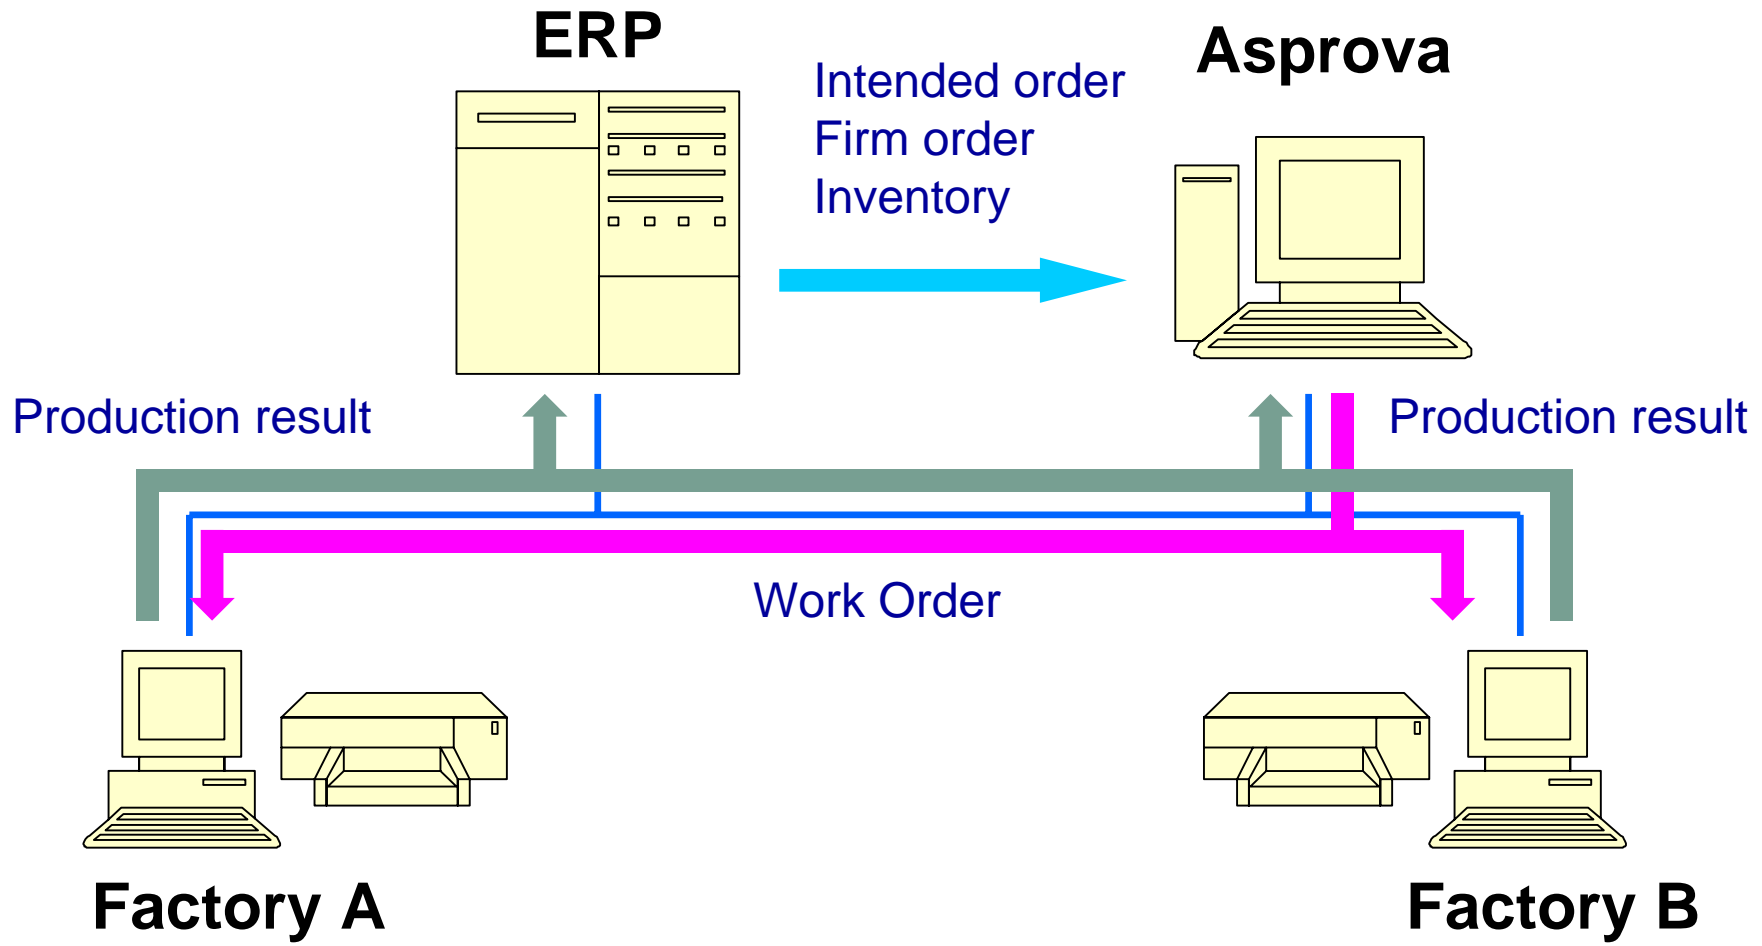 ERP
Asprova
Intended order
Firm order
Inventory
Production result
Production result
Work Order
Factory A
Factory B